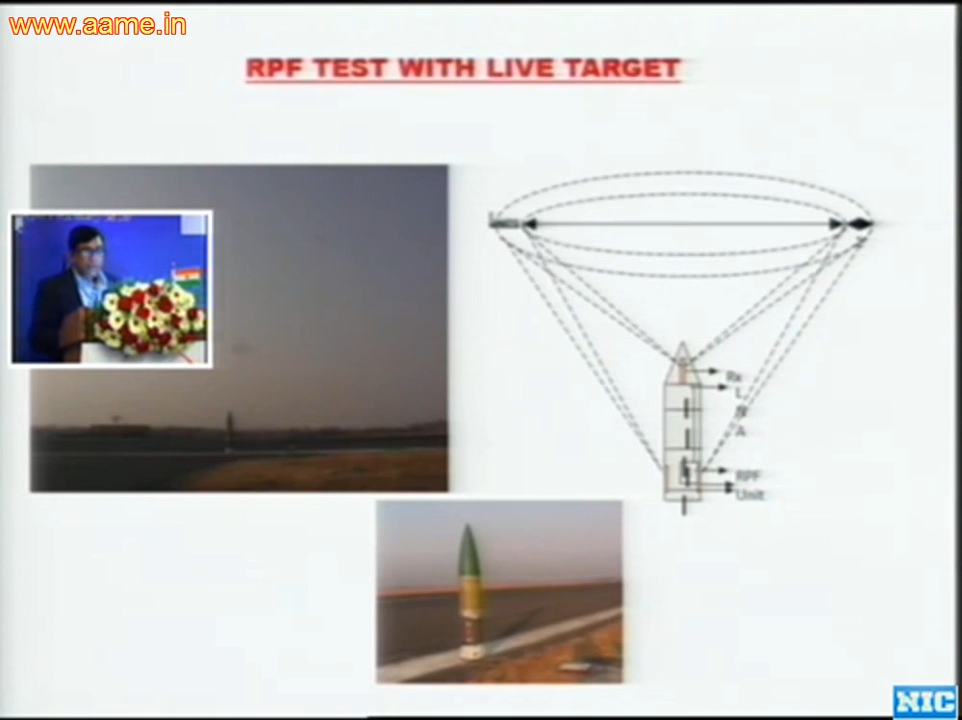 www.aame.in
RPF TEST WITH LIVE TARGET
Rx
L
N
A
RPF
Unit
NIC